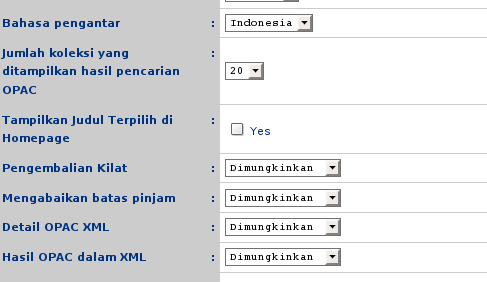 Bahasa pengantar : Indonesia
Jumlah koleksi yang :
ditampilkan hasil pencarian 20
OPAC
Tampilkan Judul Terpilih di :
Homepage Yes
Pengembalian Kilat : Dimungkinkan
Mengabaikan batas pinjam : Dimungkinkan
Detail OPAC XML : Dimungkinkan
Hasil OPAC dalam XML : Dimungkinkan